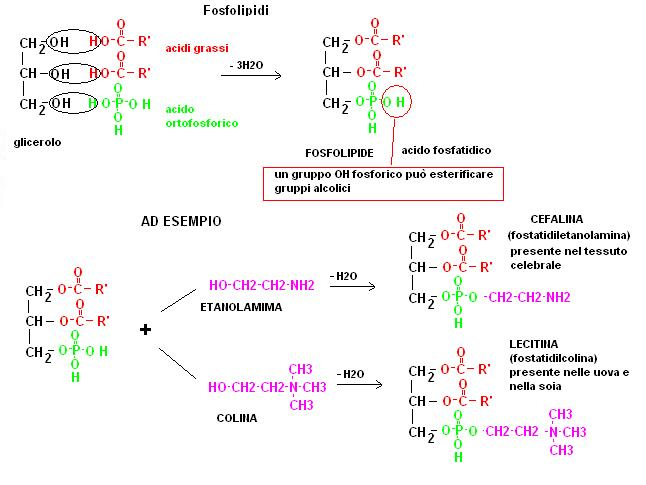 Fosfolipidi
CH2 OH HO C R' O
acidi grassi
CH OH HO C R' O
CH2 OH HO P OH O OH
acido
ortofosforico
glicerolo
- 3H2O
CH2 O C R' O
CH O C R' O
CH2 O P O H O OH
FOSFOLIPIDE
acido fosfatidico
un gruppo OH fosforico può esterificare
gruppi alcolici
AD ESEMPIO
CH2 O C R' O
CH O C R' O
CH2 O P O H O OH
+
HO-CH2-CH2-NH2
ETANOLAMIMA
- H2O
CH2 O C R' O
CH O C R' O
CH2 O P O -CH2-CH2-NH2 O OH
CEFALINA
(fostatidiletanolamina)
presente nel tessuto
celebrale
CH3
HO-CH2-CH2-N-CH3
CH3
COLINA
- H2O
CH2 O C R' O
CH O C R' O
CH2 O P O -CH2-CH2 -N-CH3 O OH
CH3
CH3
LECITINA
(fostatidilcolina)
presente nelle uova e
nella soia